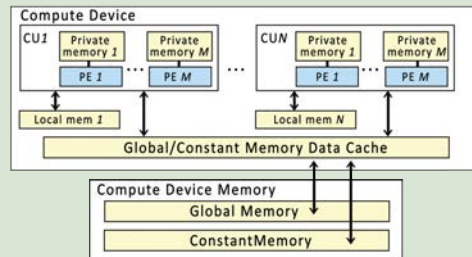 Compute Device
CU1
Private memory 1
Private memory M
PE 1
...
PE M
...
CUN
Private memory 1
Private memory M
PE 1
...
PE M
Local mem 1
Local mem N
Global/Constant Memory Data Cache
Compute Device Memory
Global Memory
ConstantMemory